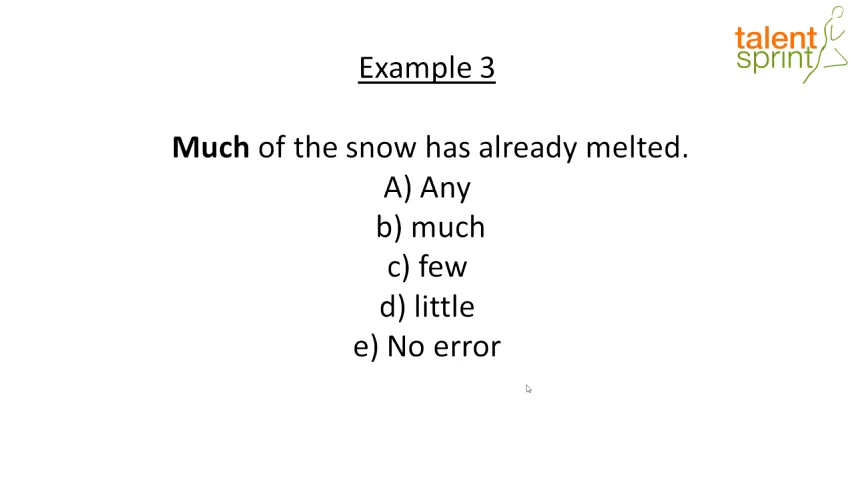 talent
sprint
Example 3
Much of the snow has already melted.
A) Any
b) much
c) few
d) little
e) No error